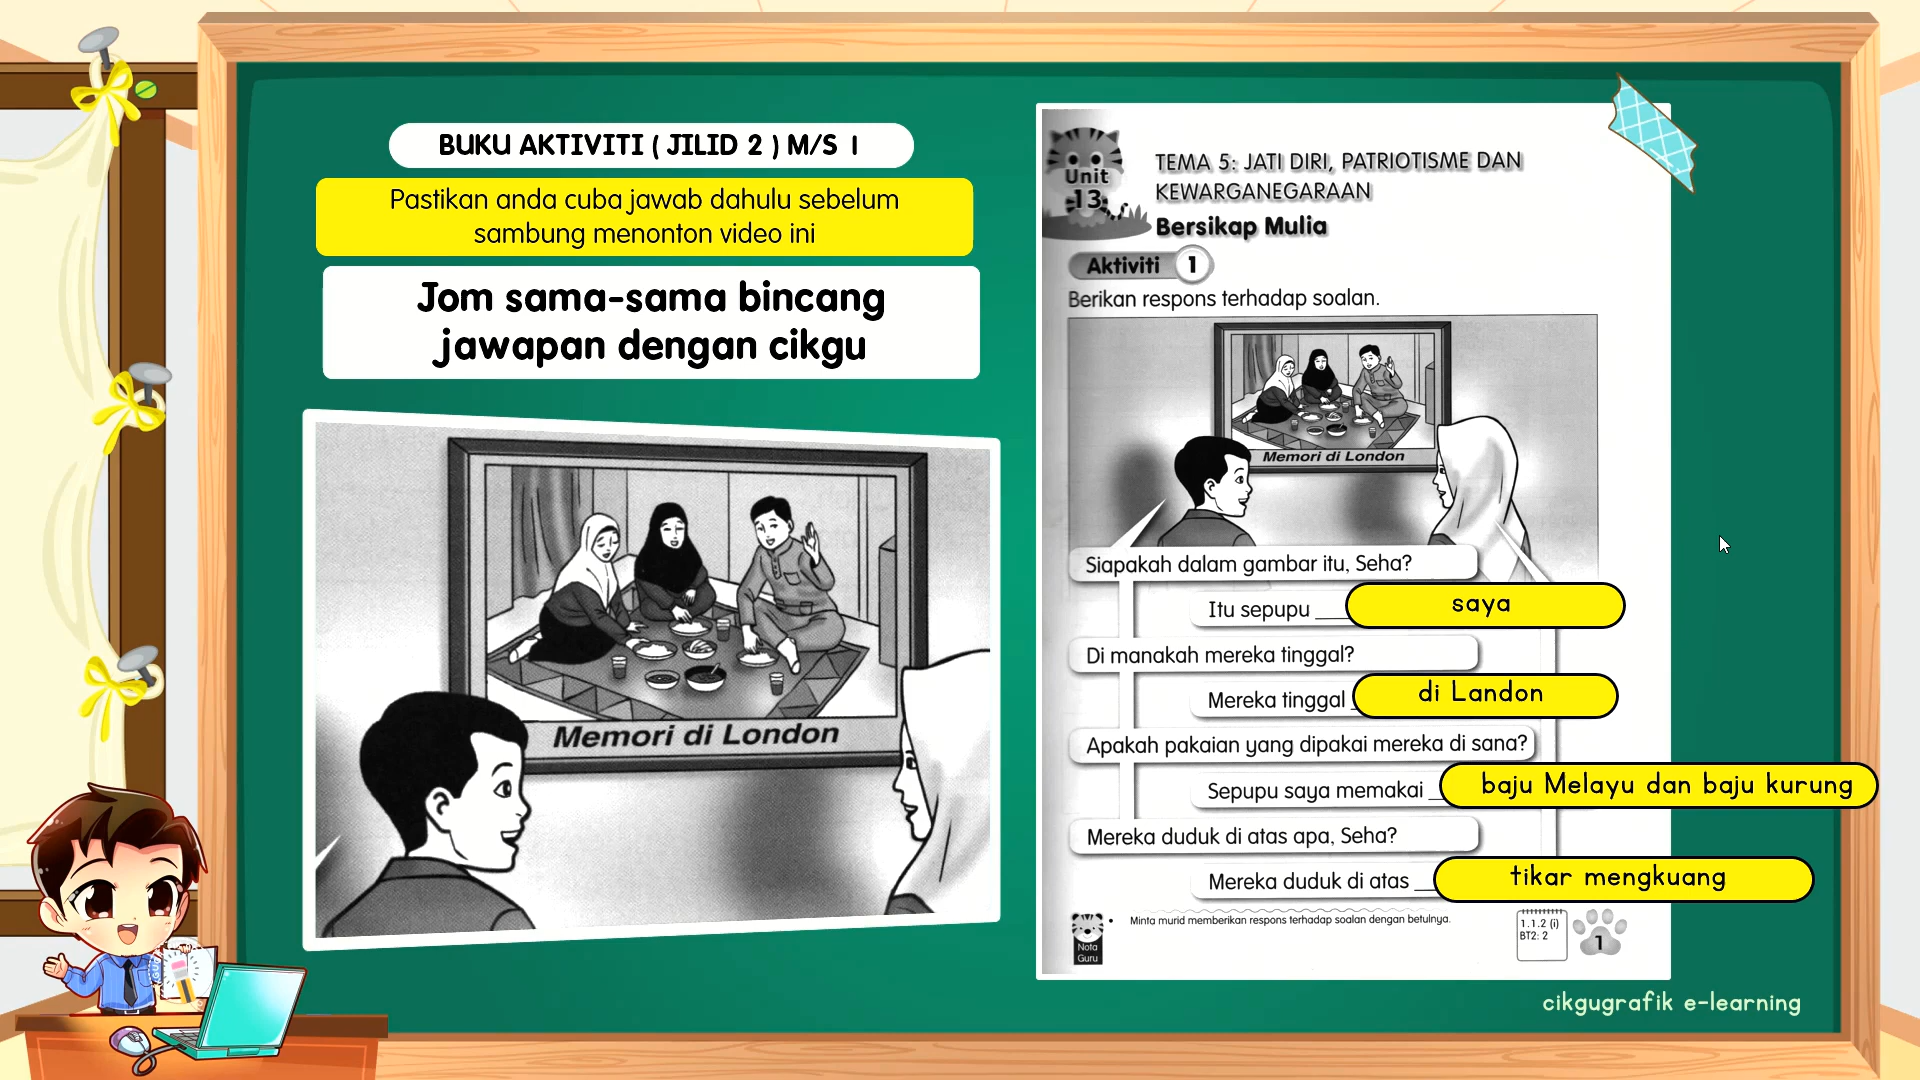 BUKU AKTIVITI ( JILID 2 ) M/S 1
Pastikan anda cuba jawab dahulu sebelum
sambung menonton video ini
Jom sama-sama bincang
jawapan dengan cikgu
Memori di London
Unit
13
TEMA 5: JATI DIRI, PATRIOTISME DAN
KEWARGANEGARAAN
Bersikap Mulia
Aktiviti 1
Berikan respons terhadap soalan.
Memori di London
Siapakah dalam gambar itu, Seha?
Itu sepupu ___ saya
Di manakah mereka tinggal?
Mereka tinggal _ di Landon
Apakah pakaian yang dipakai mereka di sana?
Sepupu saya memakai _ baju Melayu dan baju kurung
Mereka duduk di atas apa, Seha?
Mereka duduk di atas __ tikar mengkuang
Nota
Guru
• Minta murid memberikan respons terhadap soalan dengan betulnya.
1.1.2 (i)
BT2: 2
1
cikgugrafik e-learning